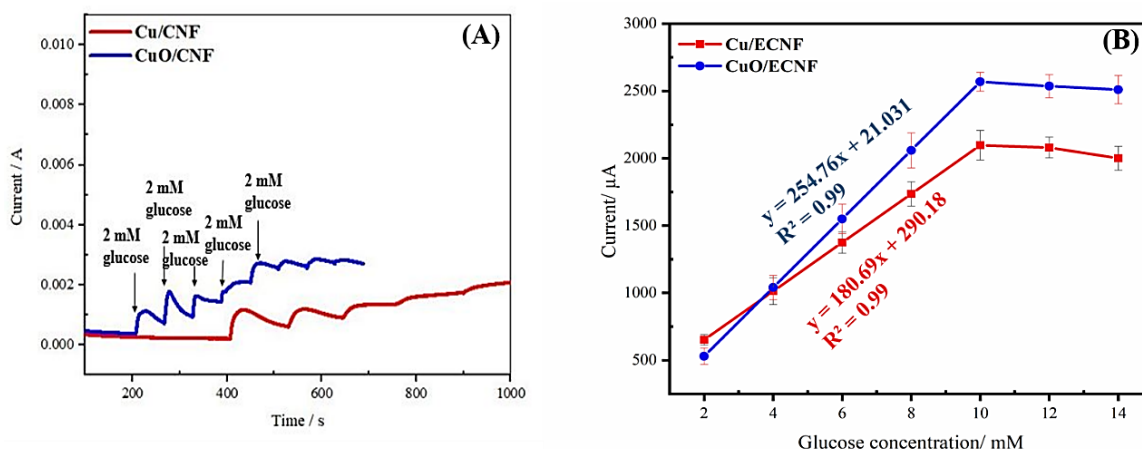 (A)
Cu/CNF
CuO/CNF
0.010
0.008
0.006
0.004
0.002
0.000
Current / A
2 mM
glucose
2 mM
glucose
2 mM
glucose
2 mM
glucose
2 mM
glucose
200
400
600
800
1000
Time / s
(B)
Cu/ECNF
CuO/ECNF
3000
2500
2000
1500
1000
500
Current/ µA
y = 254.76x + 21.031
R² = 0.99
y = 180.69x + 290.18
R² = 0.99
2
4
6
8
10
12
14
Glucose concentration/ mM